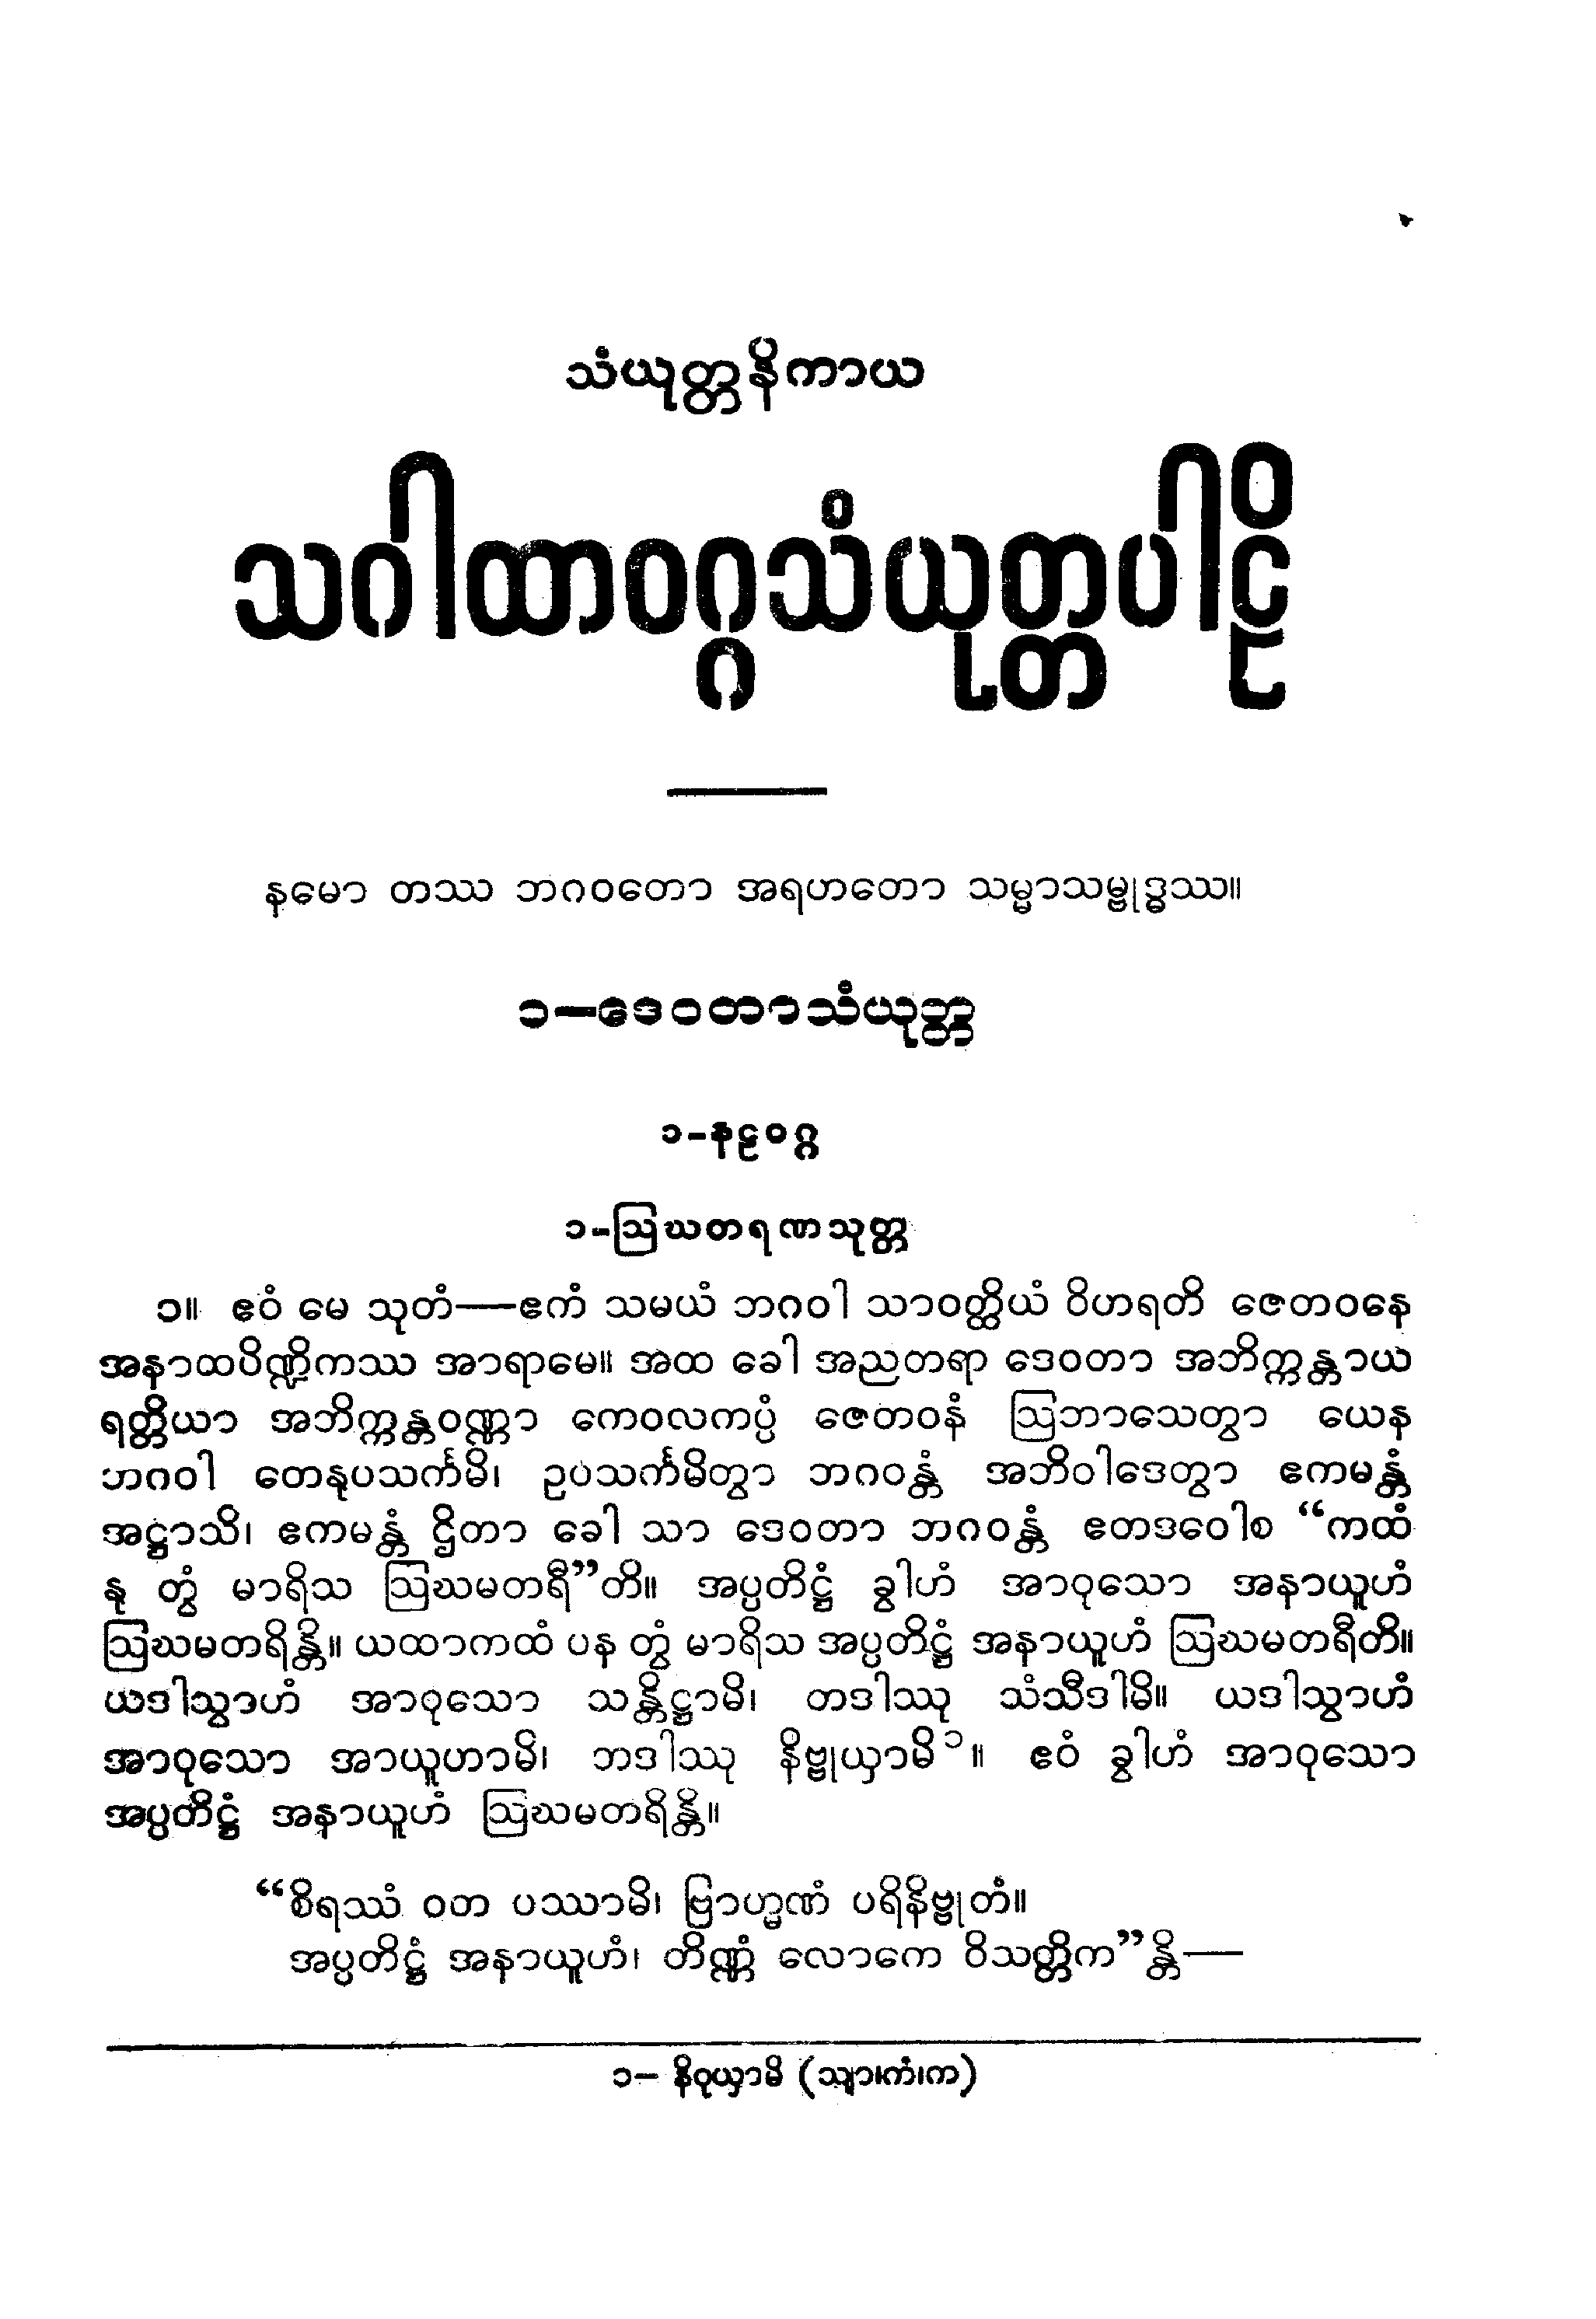 သံယုတ္တနိကာယ
သဂါထာဝဂ္ဂသံယုတ္တပါဠိ
နမော တဿ ဘဂဝတော အရဟတော သမ္မာသမ္ဗုဒ္ဓဿ။
၁—ဒေဝတာသံယုတ္တ
၁-နဠဝဂ္ဂ
၁-ဩဃတရဏသုတ္တ
၁။ ဧဝံ မေ သုတံ—ဧကံ သမယံ ဘဂဝါ သာဝတ္ထိယံ ဝိဟရတိ ဇေတဝနေ
အနာထပိဏ္ဍိကဿ အာရာမေ။ အထ ခေါ အညတရာ ဒေဝတာ အဘိက္ကန္တာယ
ရတ္တိယာ အဘိက္ကန္တဝဏ္ဏာ ကေဝလကပ္ပံ ဇေတဝနံ ဩဘာသေတွာ ယေန
ဘဂဝါ တေနုပသင်္ကမိ၊ ဥပသင်္ကမိတွာ ဘဂဝန္တံ အဘိဝါဒေတွာ ဧကမန္တံ
အဋ္ဌာသိ၊ ဧကမန္တံ ဌိတာ ခေါ သာ ဒေဝတာ ဘဂဝန္တံ ဧတဒဝေါစ “ကထံ
နု တွံ မာရိသ ဩဃမတရီ”တိ။ အပ္ပတိဋ္ဌံ ခွါဟံ အာဝုသော အနာယူဟံ
ဩဃမတရိန္တိ။ ယထာကထံ ပန တွံ မာရိသ အပ္ပတိဋ္ဌံ အနာယူဟံ ဩဃမတရီတိ။
ယဒါသွာဟံ အာဝုသော သန္တိဋ္ဌာမိ၊ တဒါဿု သံသီဒါမိ။ ယဒါသွာဟံ
အာဝုသော အာယူဟာမိ၊ တဒါဿု နိဗ္ဗုယှာမိ၁။ ဧဝံ ခွါဟံ အာဝုသော
အပ္ပတိဋ္ဌံ အနာယူဟံ ဩဃမတရိန္တိ။
“စိရဿံ ဝတ ပဿာမိ၊ ဗြာဟ္မဏံ ပရိနိဗ္ဗုတံ။
အပ္ပတိဋ္ဌံ အနာယူဟံ၊ တိဏ္ဏံ လောကေ ဝိသတ္တိက”န္တိ—
၁— နိဝုယှာမိ (သျာ၊ကံ၊က)